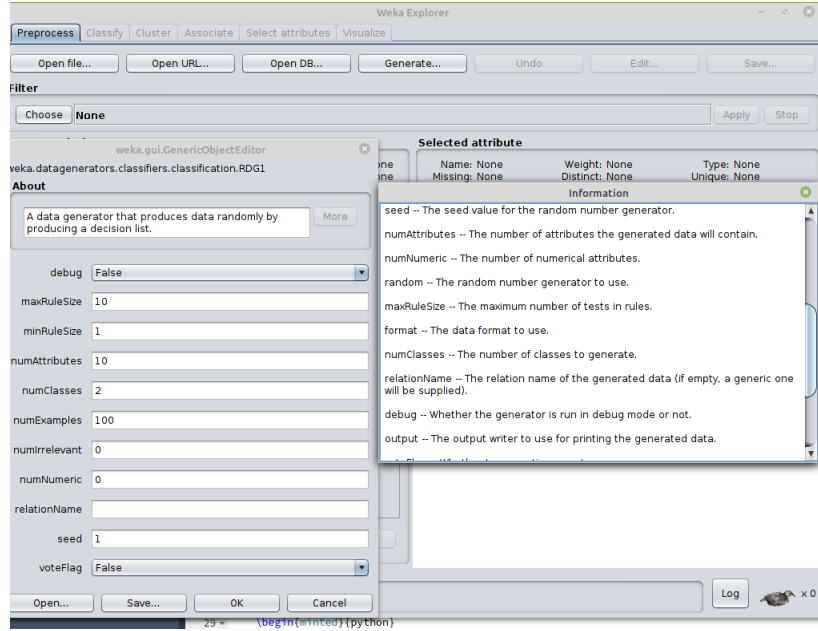 Weka Explorer
Preprocess Classify Cluster Associate Select attributes Visualize
Open file... Open URL... Open DB... Generate... Undo Edit... Save...
Filter
Choose None Apply Stop
weka.gui.GenericObjectEditor
weka.datagenerators.classifiers.classification.RDG1
About
A data generator that produces data randomly by
producing a decision list.
More
debug False
maxRuleSize 10
minRuleSize 1
numAttributes 10
numClasses 2
numExamples 100
numIrrelevant 0
numNumeric 0
relationName
seed 1
voteFlag False
Open... Save... OK Cancel
Selected attribute
Name: None Weight: None Type: None
Missing: None Distinct: None Unique: None
Information
seed -- The seed value for the random number generator.
numAttributes -- The number of attributes the generated data will contain.
numNumeric -- The number of numerical attributes.
random -- The random number generator to use.
maxRuleSize -- The maximum number of tests in rules.
format -- The data format to use.
numClasses -- The number of classes to generate.
relationName -- The relation name of the generated data (if empty, a generic one
will be supplied).
debug -- Whether the generator is run in debug mode or not.
output -- The output writer to use for printing the generated data.
Log x 0
29 \begin{minted}{python}